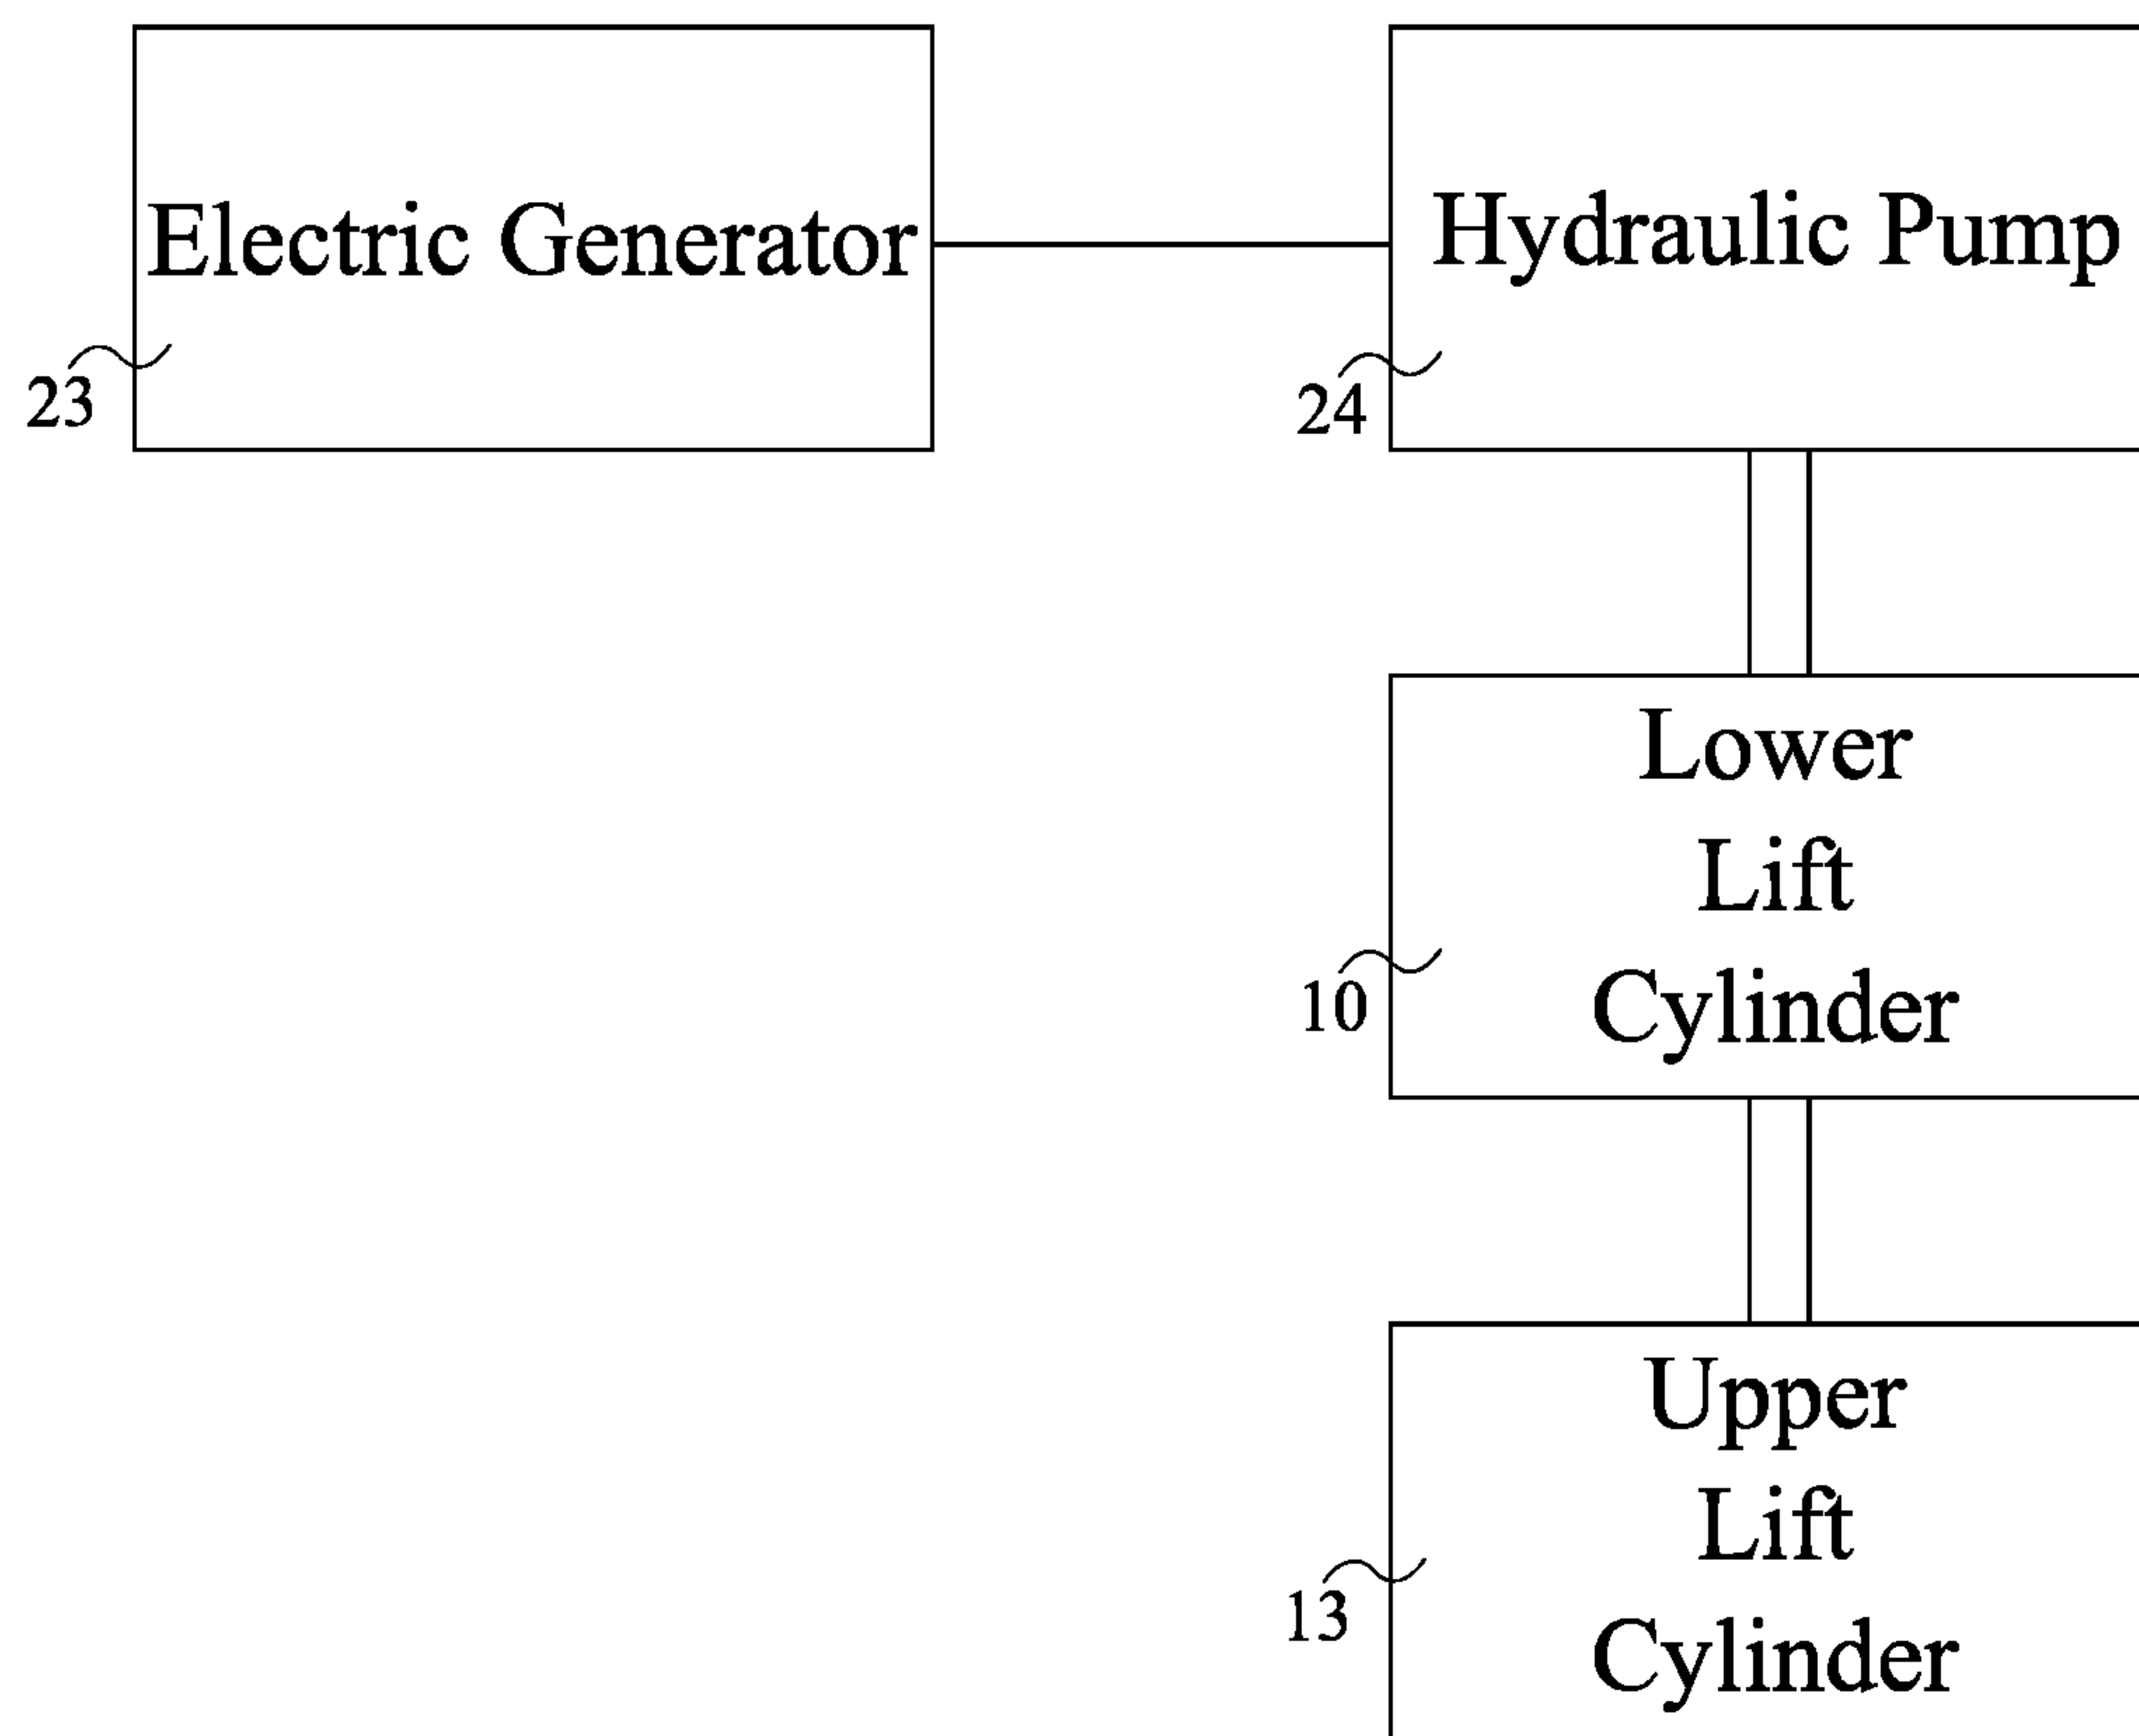 Electric Generator
23
Hydraulic Pump
24
Lower
Lift
Cylinder
10
Upper
Lift
Cylinder
13